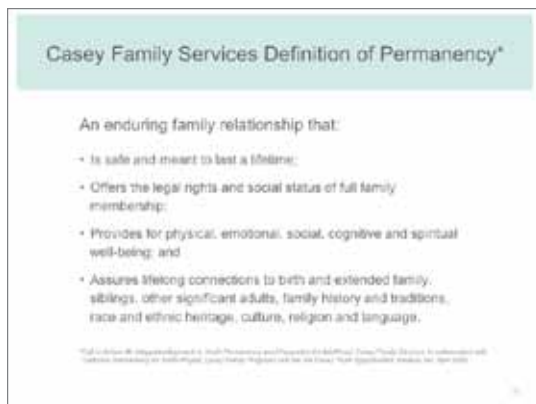 Casey Family Services Definition of Permanency*
An enduring family relationship that:
• Is safe and meant to last a lifetime;
• Offers the legal rights and social status of full family
membership;
• Provides for physical, emotional, social, cognitive and spiritual
well-being; and
• Assures lifelong connections to birth and extended family,
siblings, other significant adults, family history and traditions,
race and ethnic heritage, culture, religion and language.